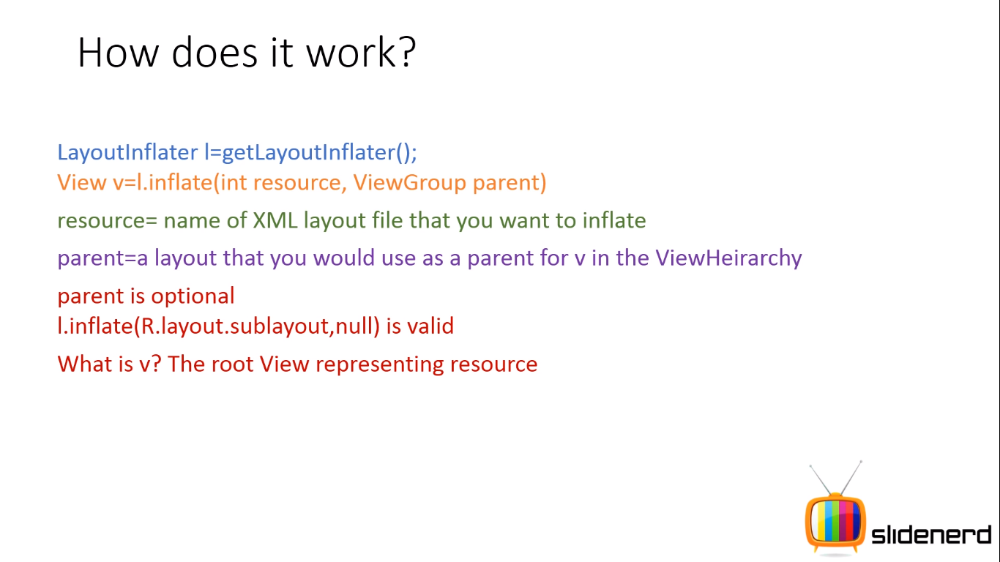 How does it work?
LayoutInflater l=getLayoutInflater();
View v=l.inflate(int resource, ViewGroup parent)
resource= name of XML layout file that you want to inflate
parent=a layout that you would use as a parent for v in the ViewHeirarchy
parent is optional
l.inflate(R.layout.sublayout,null) is valid
What is v? The root View representing resource
slidenerd